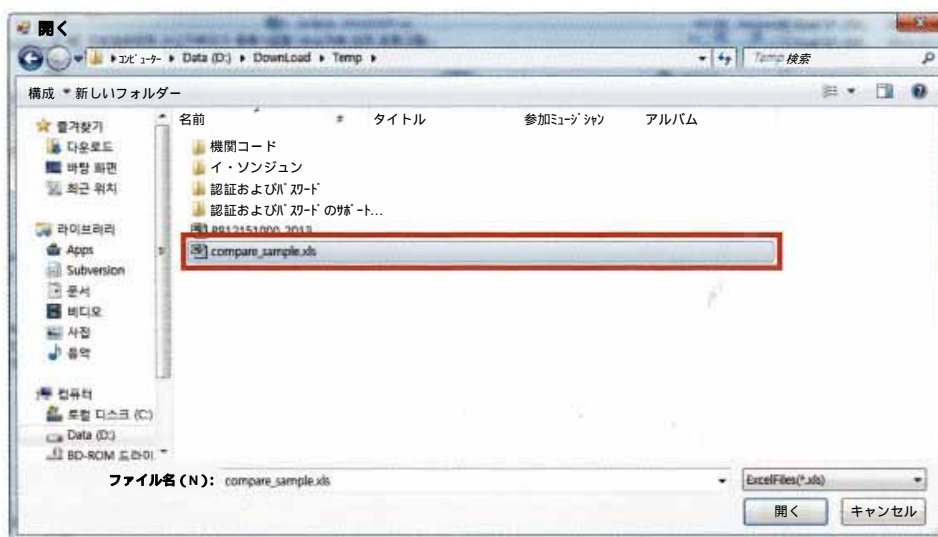 開く
コンピューター ▸ Data (D:) ▸ DownLoad ▸ Temp ▸
Temp 検索
構成 新しいフォルダー
名前 タイトル 参加ミュージシャン アルバム
즐겨찾기
다운로드
바탕 화면
최근 위치
라이브러리
Apps
Subversion
문서
비디오
사진
음악
컴퓨터
로컬 디스크 (C:)
Data (D:)
BD-ROM 드라이
機関コード
イ・ソンジュン
認証およびパスワード
認証およびパスワードのサポート...
compare_sample.xls
ファイル名(N): compare_sample.xls
ExcelFiles(*.xls)
開く キャンセル